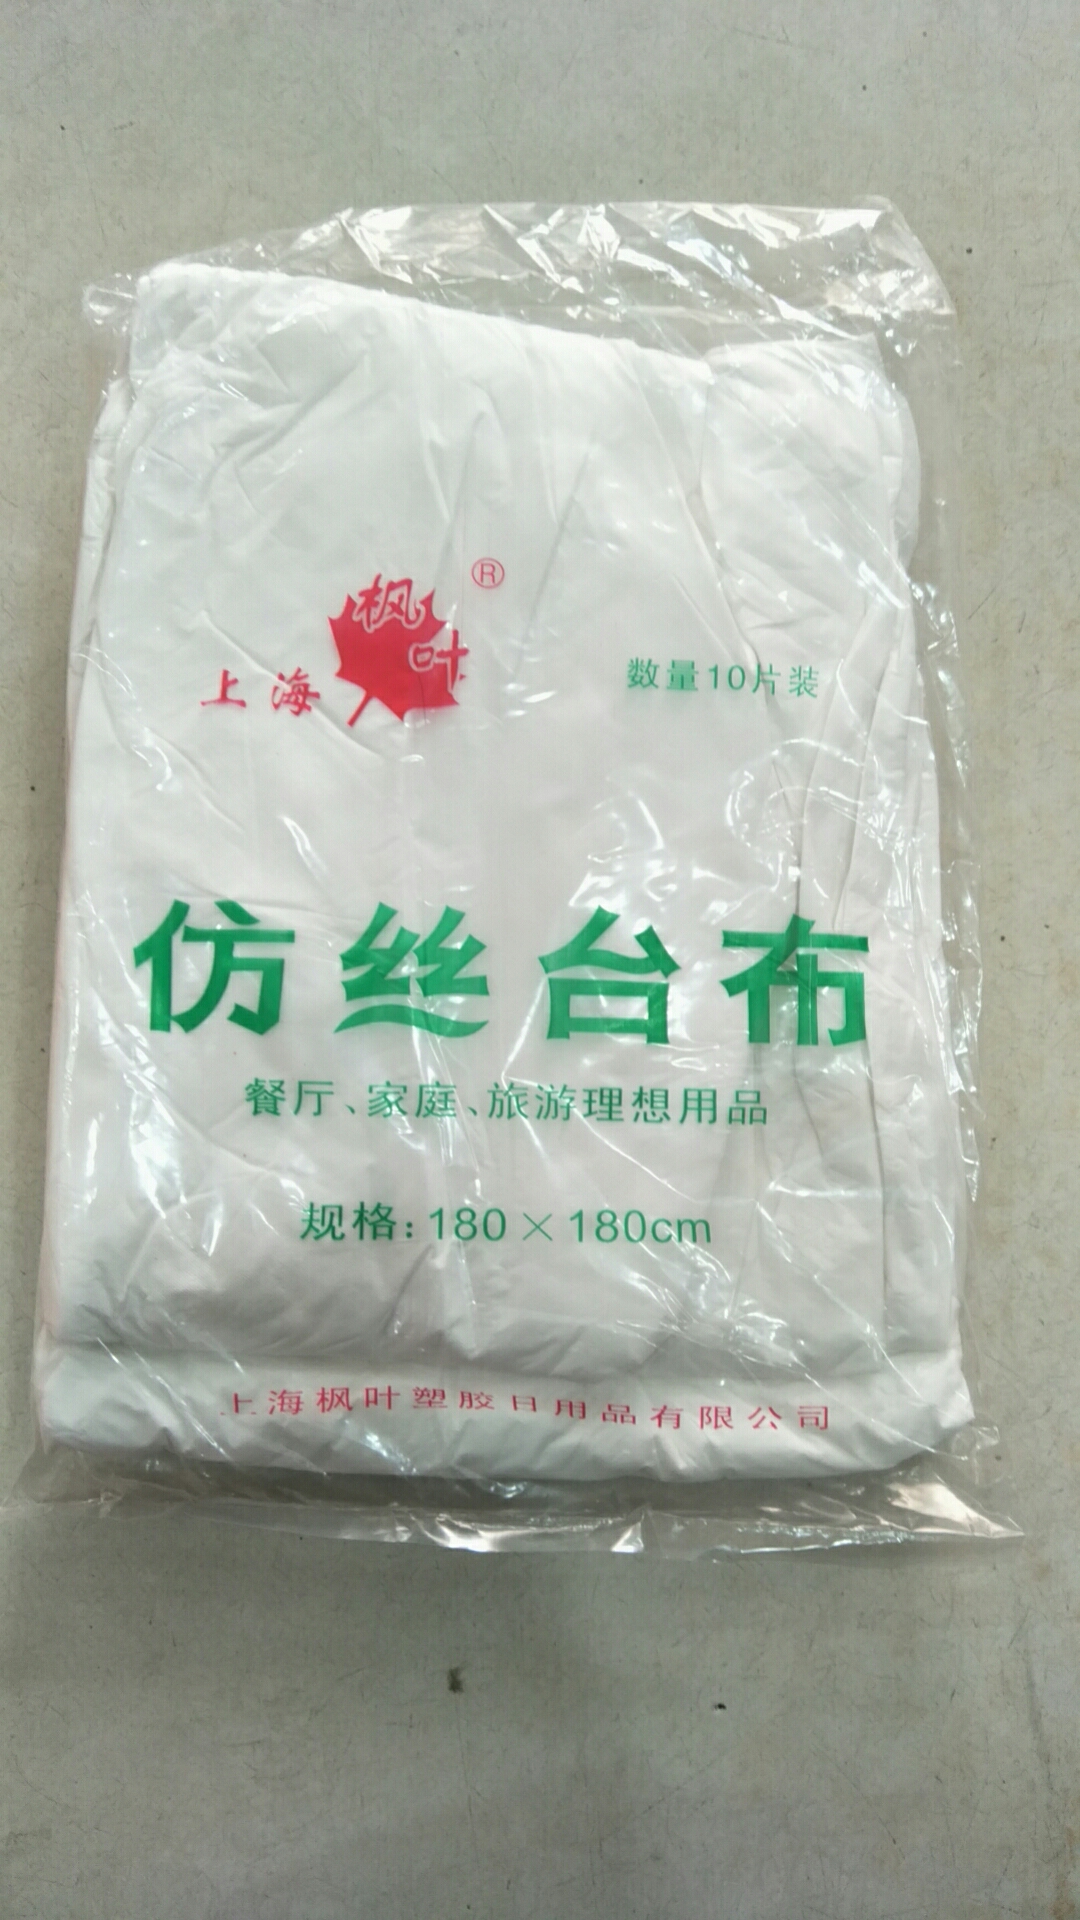 枫叶®
上海
数量10片装
仿丝台布
餐厅、家庭、旅游理想用品
规格:180×180cm
上海枫叶塑胶日用品有限公司